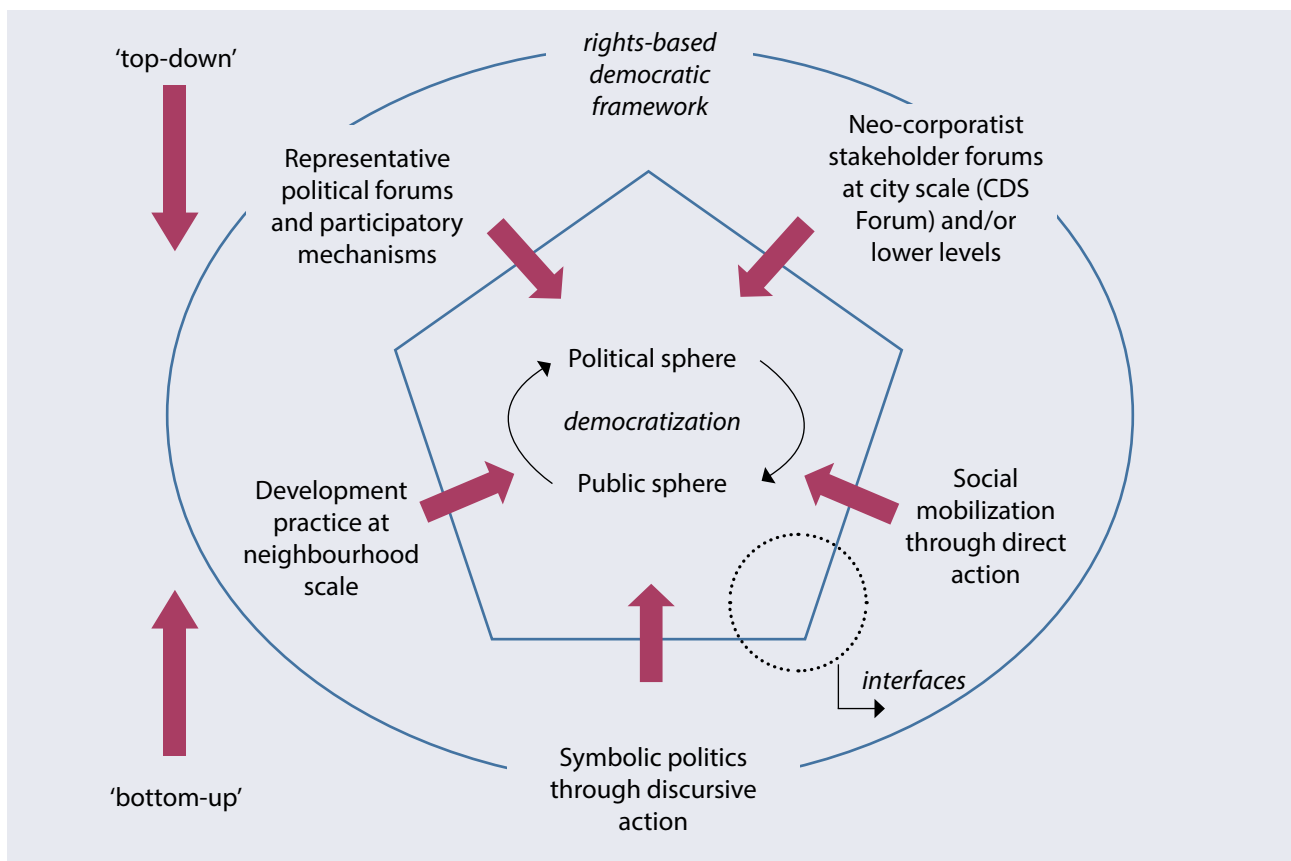 ‘top-down’
rights-based
democratic
framework
Representative
political forums
and participatory
mechanisms
Neo-corporatist
stakeholder forums
at city scale (CDS
Forum) and/or
lower levels
Political sphere
democratization
Public sphere
Development
practice at
neighbourhood
scale
Social
mobilization
through direct
action
interfaces
Symbolic politics
through discursive
action
‘bottom-up’